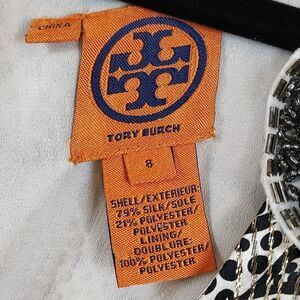 CHINA
TORY BURCH
8
SHELL/EXTERIEUR:
79% SILK/SOIE
21% POLYESTER/
POLYESTER
LINING/
DOUBLURE:
100% POLYESTER/
POLYESTER